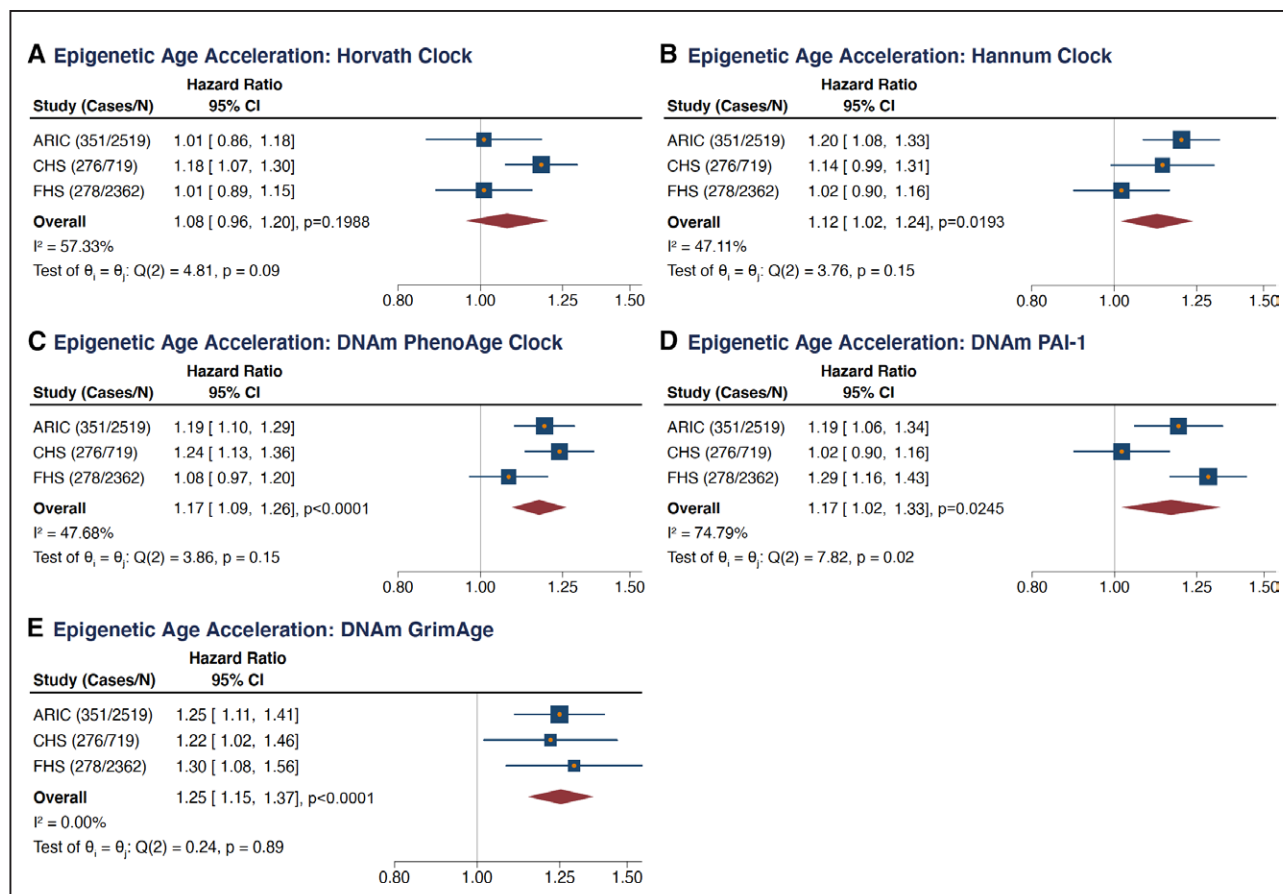 A Epigenetic Age Acceleration: Horvath Clock
Hazard Ratio
Study (Cases/N) 95% CI
ARIC (351/2519) 1.01 [ 0.86, 1.18]
CHS (276/719) 1.18 [ 1.07, 1.30]
FHS (278/2362) 1.01 [ 0.89, 1.15]
Overall 1.08 [ 0.96, 1.20], p=0.1988
I² = 57.33%
Test of θi = θj: Q(2) = 4.81, p = 0.09
0.80 1.00 1.25 1.50
B Epigenetic Age Acceleration: Hannum Clock
Hazard Ratio
Study (Cases/N) 95% CI
ARIC (351/2519) 1.20 [ 1.08, 1.33]
CHS (276/719) 1.14 [ 0.99, 1.31]
FHS (278/2362) 1.02 [ 0.90, 1.16]
Overall 1.12 [ 1.02, 1.24], p=0.0193
I² = 47.11%
Test of θi = θj: Q(2) = 3.76, p = 0.15
0.80 1.00 1.25 1.50
C Epigenetic Age Acceleration: DNAm PhenoAge Clock
Hazard Ratio
Study (Cases/N) 95% CI
ARIC (351/2519) 1.19 [ 1.10, 1.29]
CHS (276/719) 1.24 [ 1.13, 1.36]
FHS (278/2362) 1.08 [ 0.97, 1.20]
Overall 1.17 [ 1.09, 1.26], p<0.0001
I² = 47.68%
Test of θi = θj: Q(2) = 3.86, p = 0.15
0.80 1.00 1.25 1.50
D Epigenetic Age Acceleration: DNAm PAI-1
Hazard Ratio
Study (Cases/N) 95% CI
ARIC (351/2519) 1.19 [ 1.06, 1.34]
CHS (276/719) 1.02 [ 0.90, 1.16]
FHS (278/2362) 1.29 [ 1.16, 1.43]
Overall 1.17 [ 1.02, 1.33], p=0.0245
I² = 74.79%
Test of θi = θj: Q(2) = 7.82, p = 0.02
0.80 1.00 1.25 1.50
E Epigenetic Age Acceleration: DNAm GrimAge
Hazard Ratio
Study (Cases/N) 95% CI
ARIC (351/2519) 1.25 [ 1.11, 1.41]
CHS (276/719) 1.22 [ 1.02, 1.46]
FHS (278/2362) 1.30 [ 1.08, 1.56]
Overall 1.25 [ 1.15, 1.37], p<0.0001
I² = 0.00%
Test of θi = θj: Q(2) = 0.24, p = 0.89
0.80 1.00 1.25 1.50